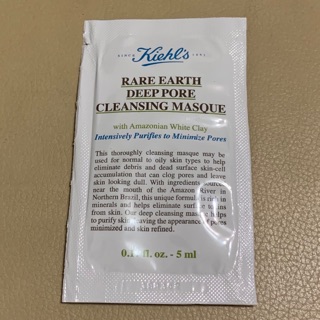 SINCE Kiehl's 1851
RARE EARTH
DEEP PORE
CLEANSING MASQUE
with Amazonian White Clay
Intensively Purifies to Minimize Pores
This thoroughly cleansing masque may be
used for normal to oily skin types to help
eliminate debris and dead surface skin-cell
accumulation that can clog pores and leave
skin looking dull. With ingredients sourced
near the mouth of the Amazon River in
Northern Brazil, this unique formula is rich in
minerals and helps eliminate surface toxins
from skin. Our deep cleansing masque helps
to purify skin, leaving the appearance of pores
minimized and skin refined.
fl. oz. - 5 ml